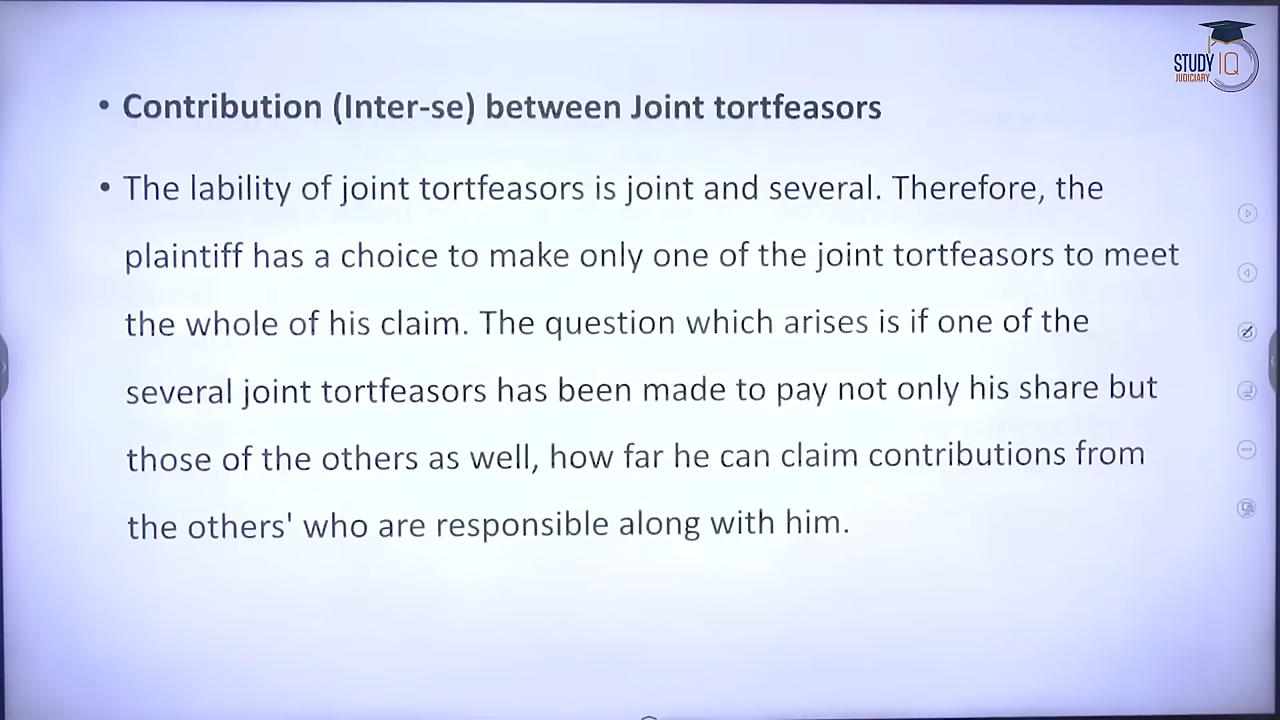 STUDY IQ
JUDICIARY
• Contribution (Inter-se) between Joint tortfeasors
• The lability of joint tortfeasors is joint and several. Therefore, the
plaintiff has a choice to make only one of the joint tortfeasors to meet
the whole of his claim. The question which arises is if one of the
several joint tortfeasors has been made to pay not only his share but
those of the others as well, how far he can claim contributions from
the others' who are responsible along with him.